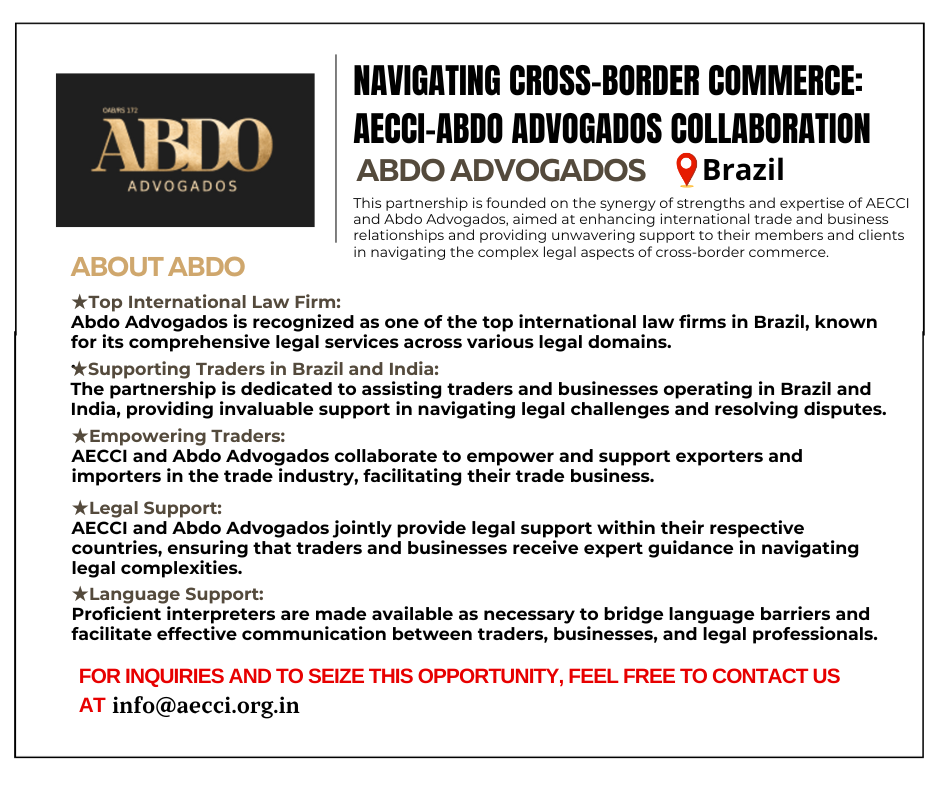 OAB/RS 172
ABDO
ADVOGADOS
NAVIGATING CROSS-BORDER COMMERCE:
AECCI-ABDO ADVOGADOS COLLABORATION
ABDO ADVOGADOS Brazil
This partnership is founded on the synergy of strengths and expertise of AECCI
and Abdo Advogados, aimed at enhancing international trade and business
relationships and providing unwavering support to their members and clients
in navigating the complex legal aspects of cross-border commerce.
ABOUT ABDO
★Top International Law Firm:
Abdo Advogados is recognized as one of the top international law firms in Brazil, known
for its comprehensive legal services across various legal domains.
★Supporting Traders in Brazil and India:
The partnership is dedicated to assisting traders and businesses operating in Brazil and
India, providing invaluable support in navigating legal challenges and resolving disputes.
★Empowering Traders:
AECCI and Abdo Advogados collaborate to empower and support exporters and
importers in the trade industry, facilitating their trade business.
★Legal Support:
AECCI and Abdo Advogados jointly provide legal support within their respective
countries, ensuring that traders and businesses receive expert guidance in navigating
legal complexities.
★Language Support:
Proficient interpreters are made available as necessary to bridge language barriers and
facilitate effective communication between traders, businesses, and legal professionals.
FOR INQUIRIES AND TO SEIZE THIS OPPORTUNITY, FEEL FREE TO CONTACT US
AT info@aecci.org.in